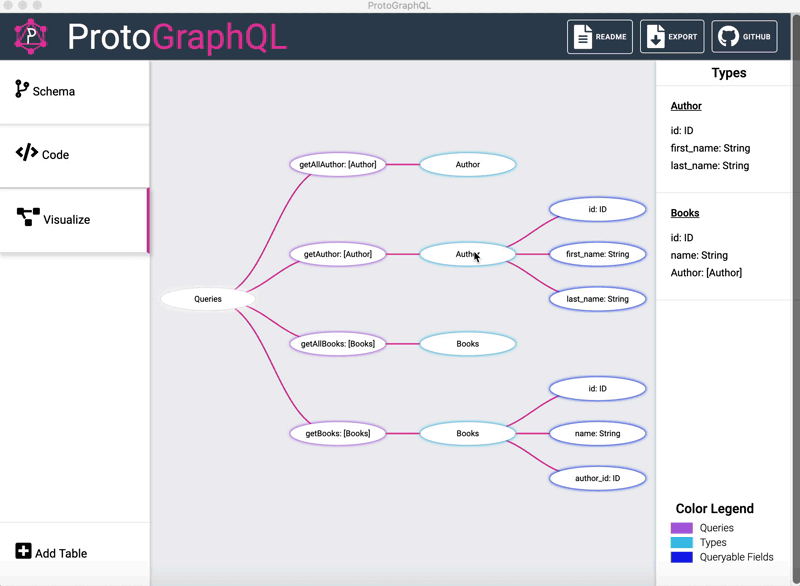 ProtoGraphQL
ProtoGraphQL
README
EXPORT
GITHUB
Schema
Code
Visualize
Add Table
Queries
getAllAuthor: [Author]
Author
getAuthor: [Author]
Author
id: ID
first_name: String
last_name: String
getAllBooks: [Books]
Books
getBooks: [Books]
Books
id: ID
name: String
author_id: ID
Types
Author
id: ID
first_name: String
last_name: String
Books
id: ID
name: String
Author: [Author]
Color Legend
Queries
Types
Queryable Fields